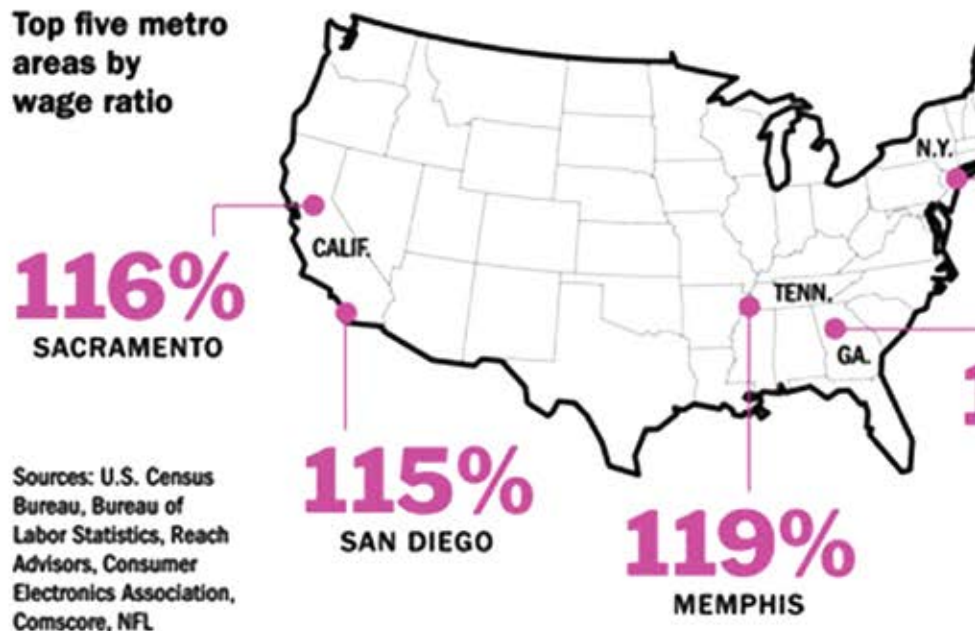 Top five metro
areas by
wage ratio
N.Y.
CALIF.
TENN.
GA.
116%
SACRAMENTO
115%
SAN DIEGO
119%
MEMPHIS
Sources: U.S. Census
Bureau, Bureau of
Labor Statistics, Reach
Advisors, Consumer
Electronics Association,
Comscore, NFL